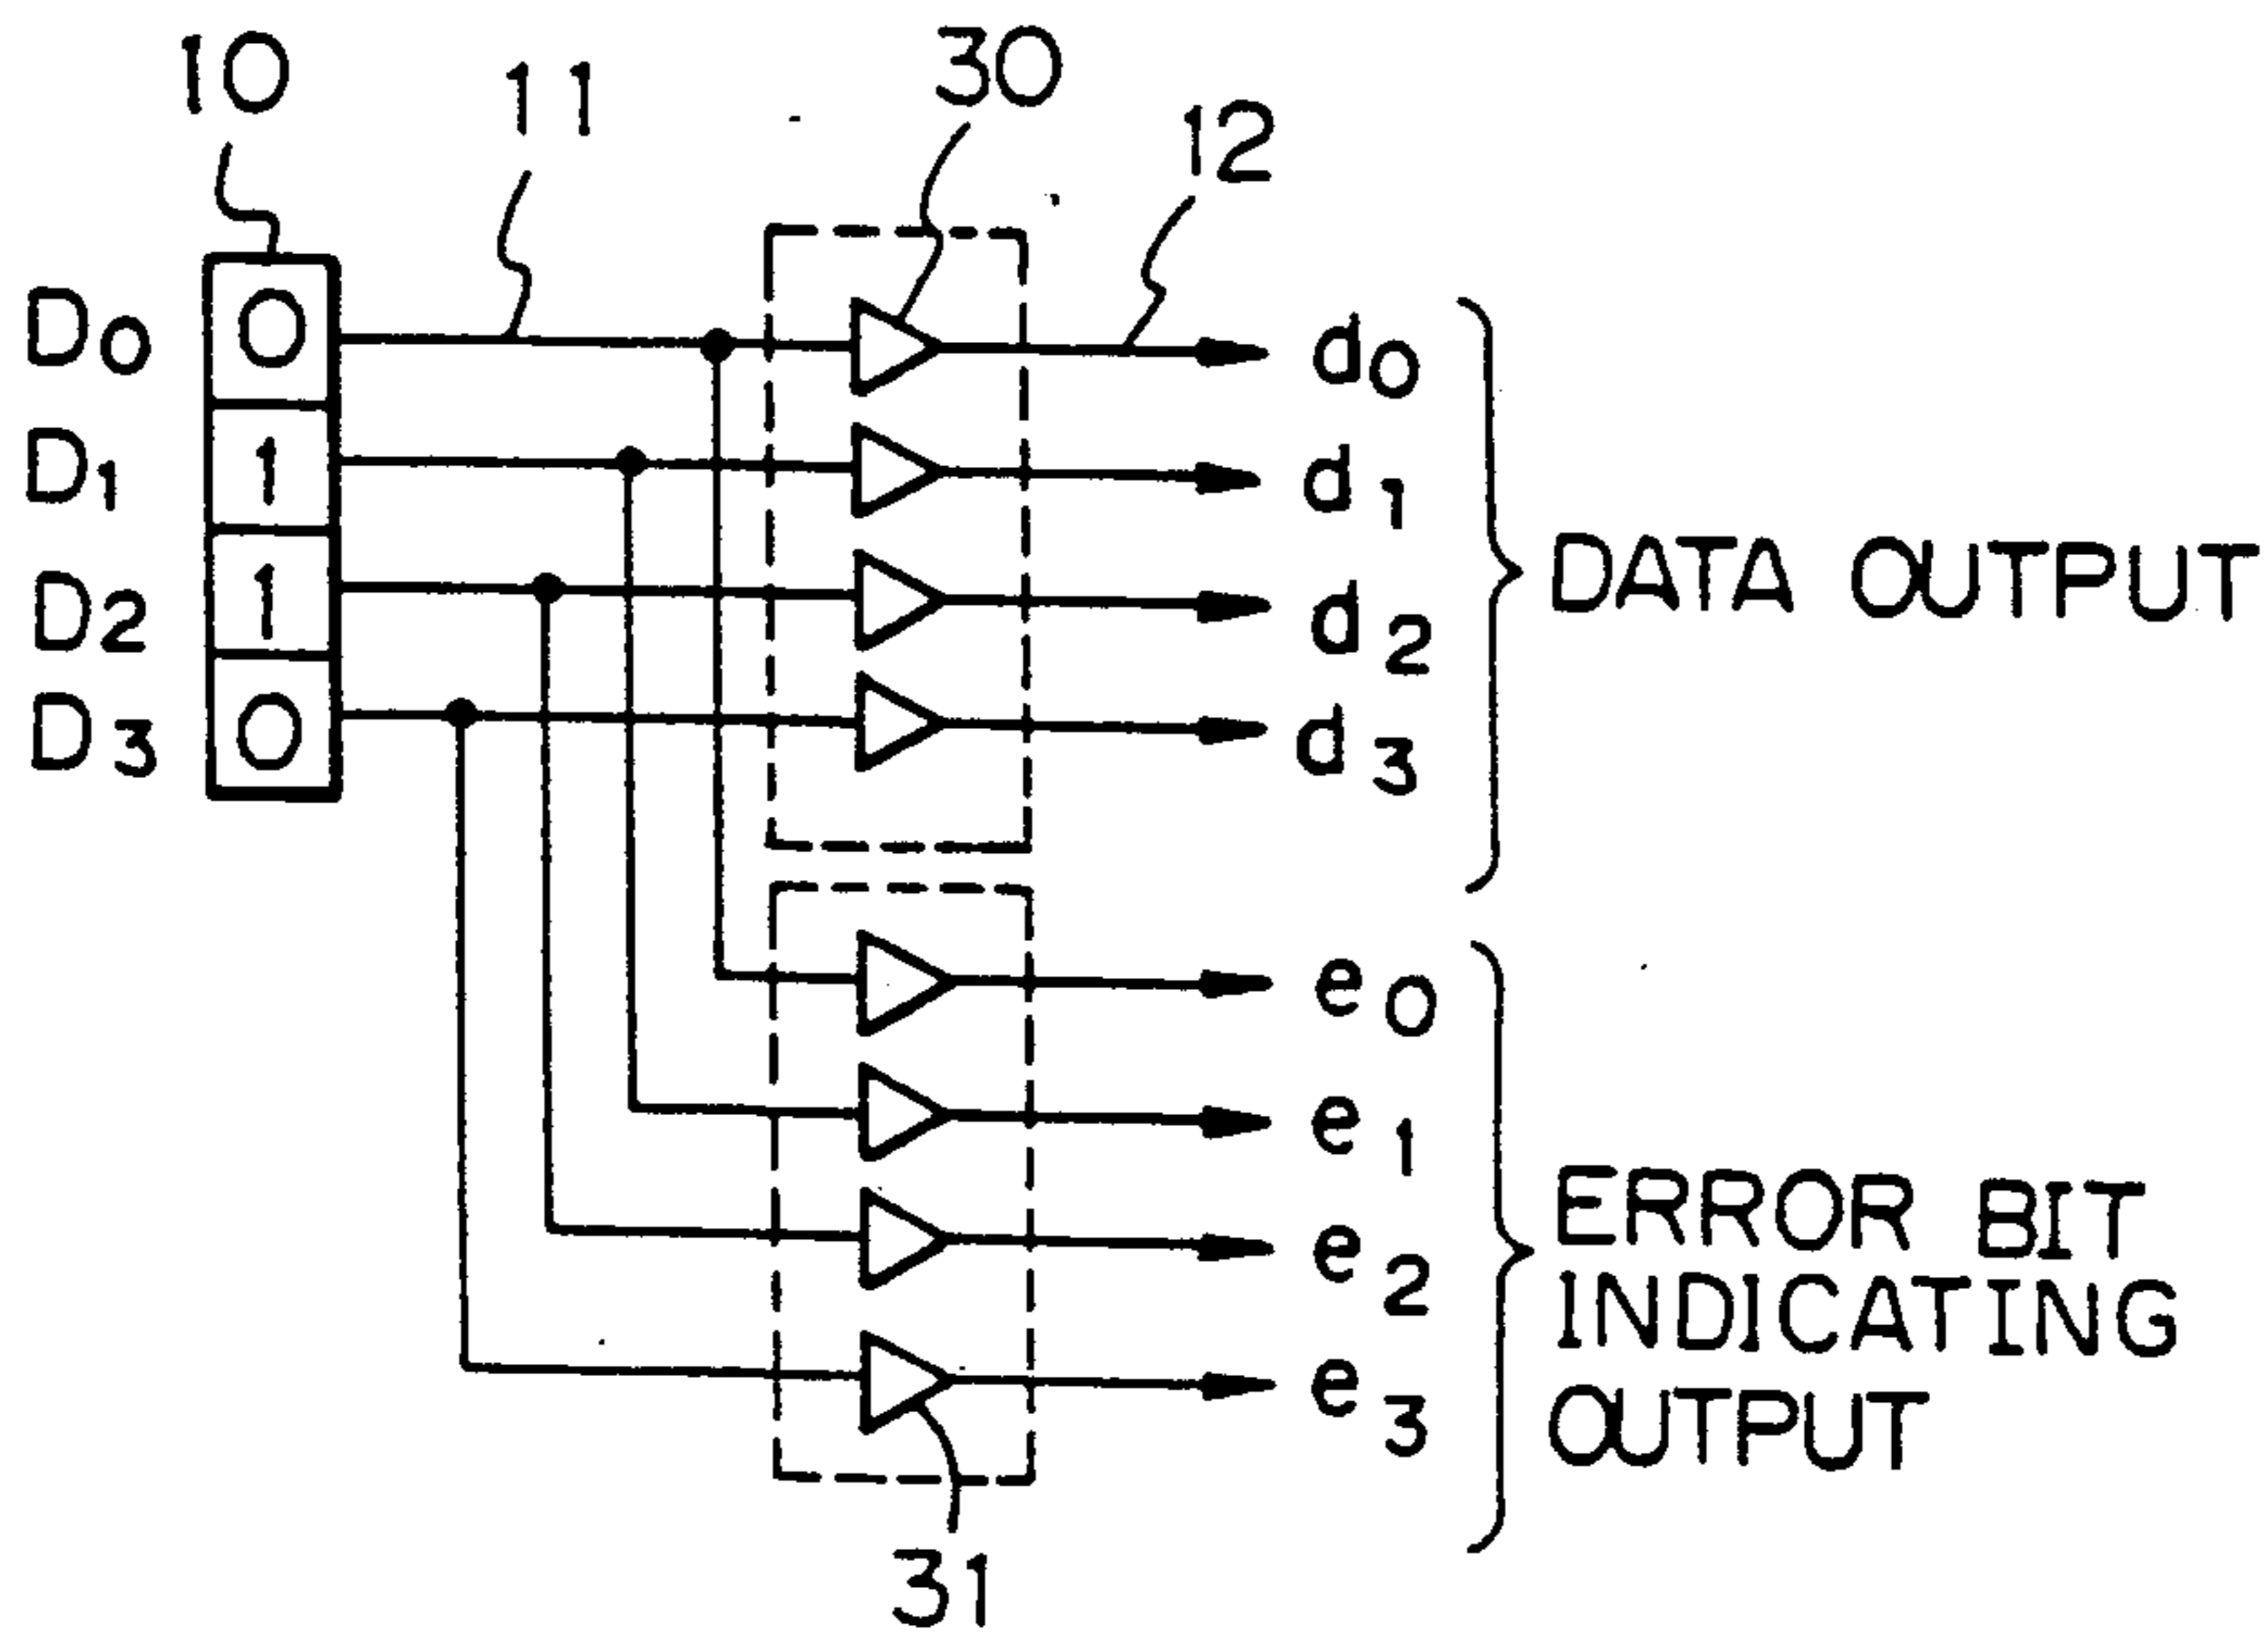 10
11
30
12
D0
0
d0
D1
1
d1
DATA OUTPUT
D2
1
d2
D3
0
d3
e0
e1
e2
ERROR BIT
INDICATING
OUTPUT
e3
31